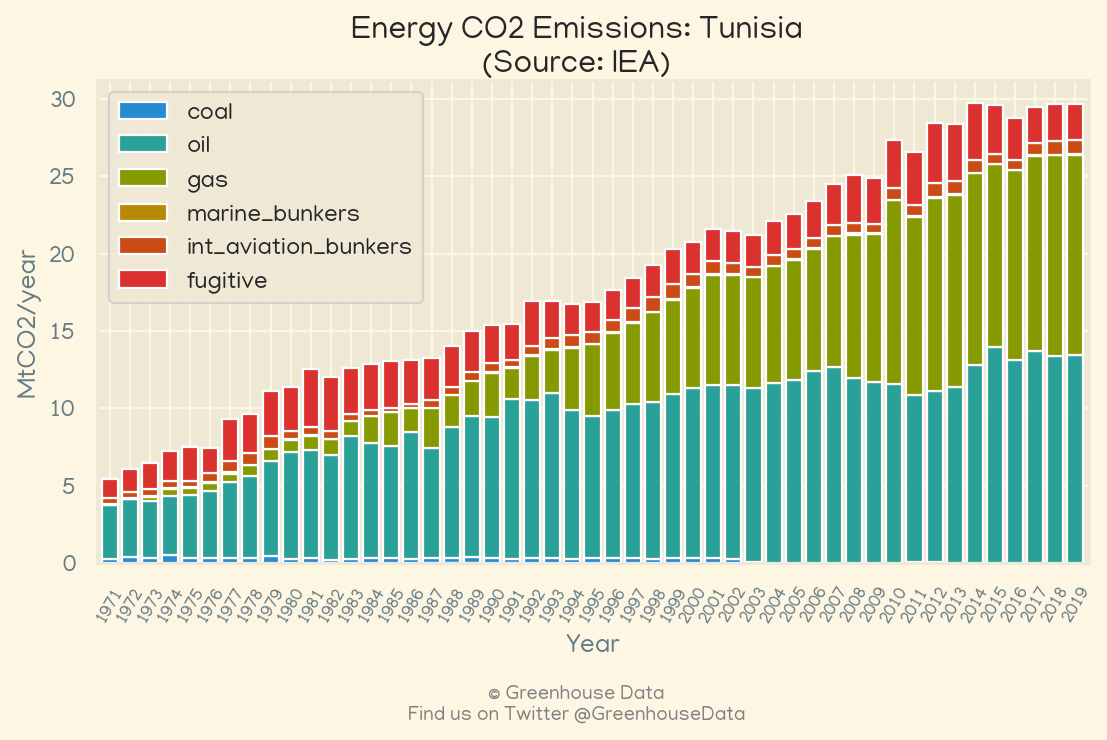 Energy CO2 Emissions: Tunisia
(Source: IEA)
30
25
20
15
10
5
0
MtCO2/year
coal
oil
gas
marine_bunkers
int_aviation_bunkers
fugitive
1971 1972 1973 1974 1975 1976 1977 1978 1979 1980 1981 1982 1983 1984 1985 1986 1987 1988 1989 1990 1991 1992 1993 1994 1995 1996 1997 1998 1999 2000 2001 2002 2003 2004 2005 2006 2007 2008 2009 2010 2011 2012 2013 2014 2015 2016 2017 2018 2019
Year
© Greenhouse Data
Find us on Twitter @GreenhouseData